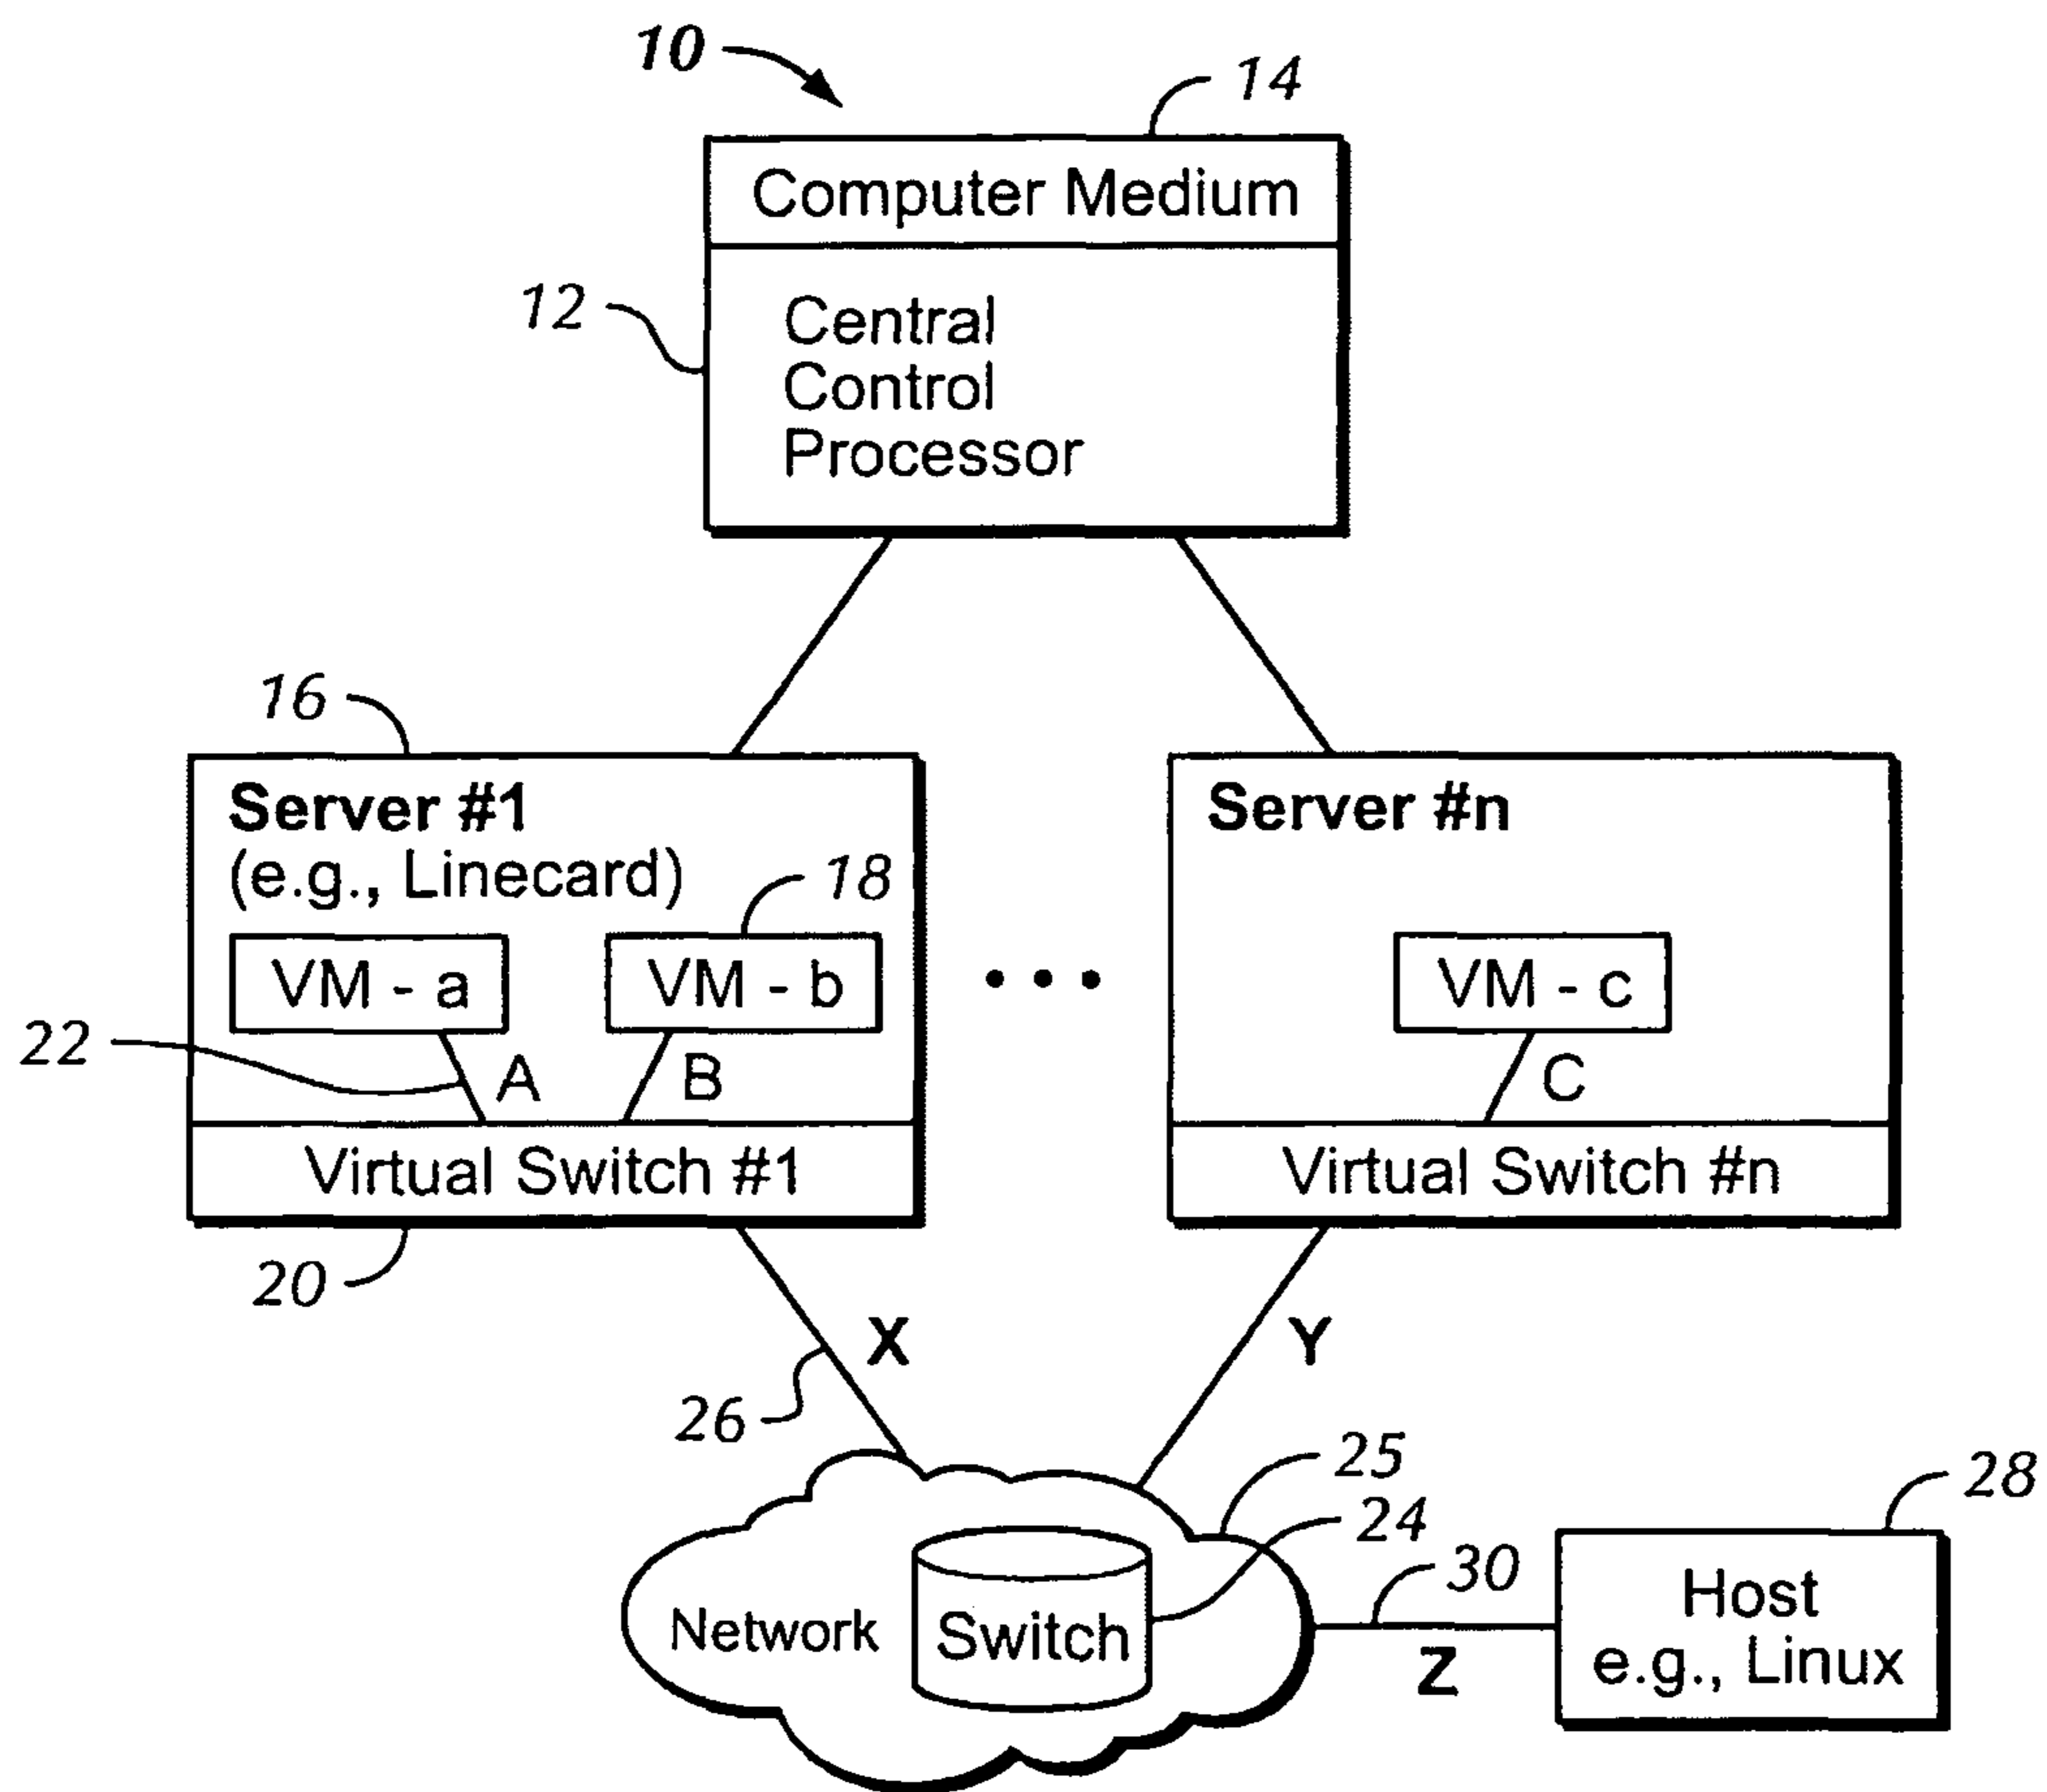 10
14
Computer Medium
12
Central
Control
Processor
16
Server #1
(e.g., Linecard)
18
VM - a
VM - b
22
A
B
Virtual Switch #1
20
Server #n
VM - c
C
Virtual Switch #n
X
Y
26
25
24
Network
Switch
30
Z
28
Host
e.g., Linux